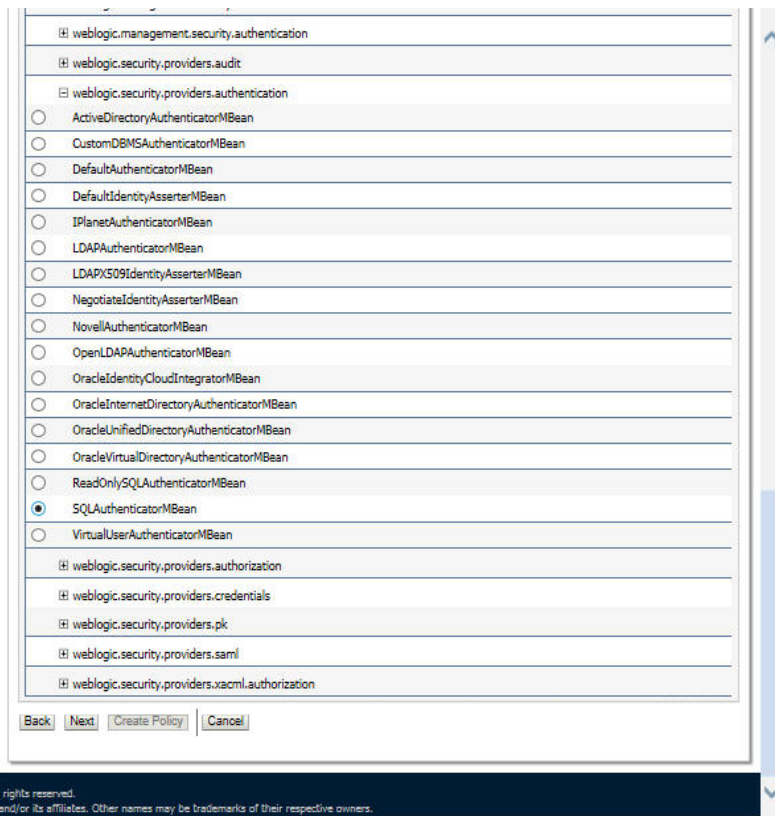 weblogic.management.security.authentication
weblogic.security.providers.audit
weblogic.security.providers.authentication
ActiveDirectoryAuthenticatorMBean
CustomDBMSAuthenticatorMBean
DefaultAuthenticatorMBean
DefaultIdentityAsserterMBean
IPlanetAuthenticatorMBean
LDAPAuthenticatorMBean
LDAPX509IdentityAsserterMBean
NegotiateIdentityAsserterMBean
NovellAuthenticatorMBean
OpenLDAPAuthenticatorMBean
OracleIdentityCloudIntegratorMBean
OracleInternetDirectoryAuthenticatorMBean
OracleUnifiedDirectoryAuthenticatorMBean
OracleVirtualDirectoryAuthenticatorMBean
ReadOnlySQLAuthenticatorMBean
SQLAuthenticatorMBean
VirtualUserAuthenticatorMBean
weblogic.security.providers.authorization
weblogic.security.providers.credentials
weblogic.security.providers.pk
weblogic.security.providers.saml
weblogic.security.providers.xacml.authorization
Back Next Create Policy Cancel
rights reserved.
and/or its affiliates. Other names may be trademarks of their respective owners.